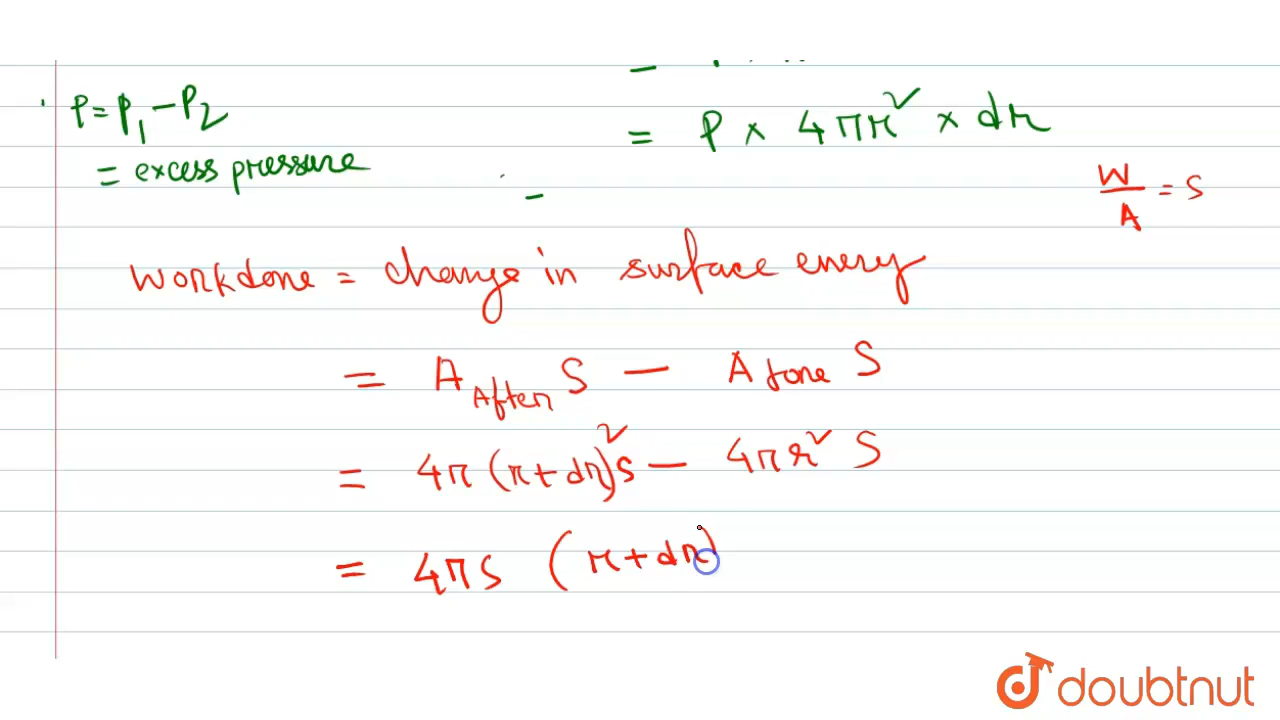 P = P₁ - P₂
= excess pressure
= P × 4πr² × dr
W/A = S
workdone = change in surface energy
= A After S - A fore S
= 4π (r + dr)² S - 4πr² S
= 4πS (r + dr)
doubtnut